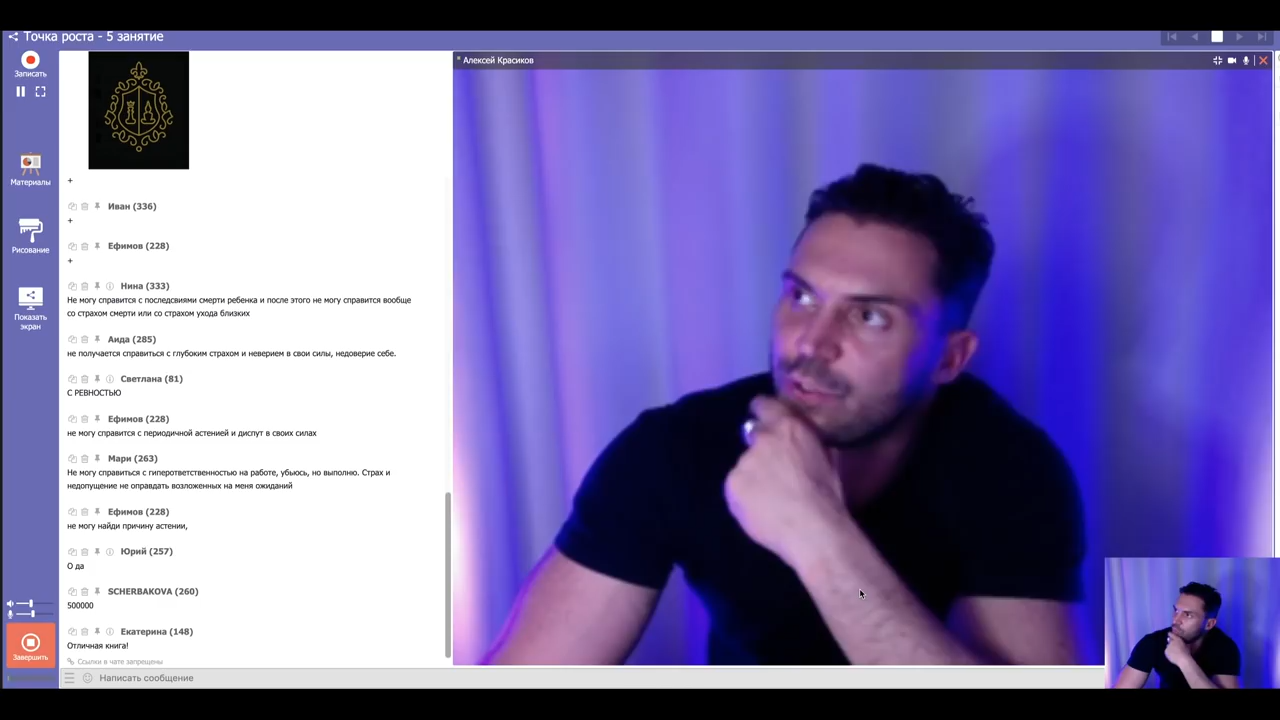 Точка роста - 5 занятие
Записать
Материалы
Рисование
Показать
экран
Завершить
+
Иван (336)
+
Ефимов (228)
+
Нина (333)
Не могу справится с последсвиями смерти ребенка и после этого не могу справится вообще
со страхом смерти или со страхом ухода близких
Аида (285)
не получается справиться с глубоким страхом и неверием в свои силы, недоверие себе.
Светлана (81)
С РЕВНОСТЬЮ
Ефимов (228)
не могу справится с периодичной астенией и диспут в своих силах
Мари (263)
Не могу справиться с гиперответственностью на работе, убьюсь, но выполню. Страх и
недопущение не оправдать возложенных на меня ожиданий
Ефимов (228)
не могу найди причину астении,
Юрий (257)
О да
SCHERBAKOVA (260)
500000
Екатерина (148)
Отличная книга!
Ссылки в чате запрещены
Написать сообщение
Алексей Красиков